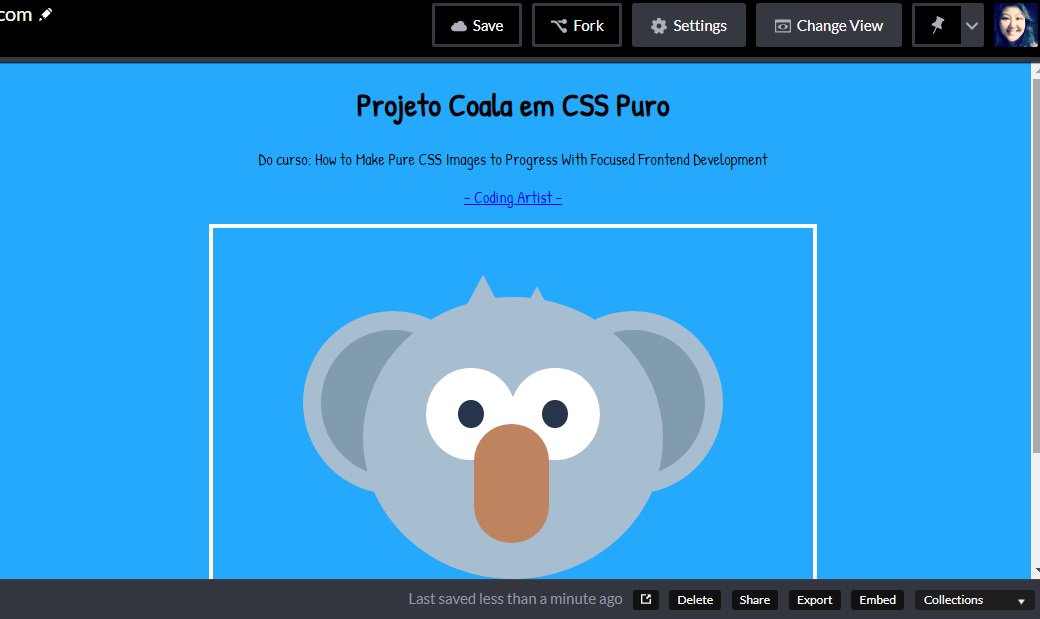 com
Save
Fork
Settings
Change View
Projeto Coala em CSS Puro
Do curso: How to Make Pure CSS Images to Progress With Focused Frontend Development
- Coding Artist -
Last saved less than a minute ago
Delete
Share
Export
Embed
Collections